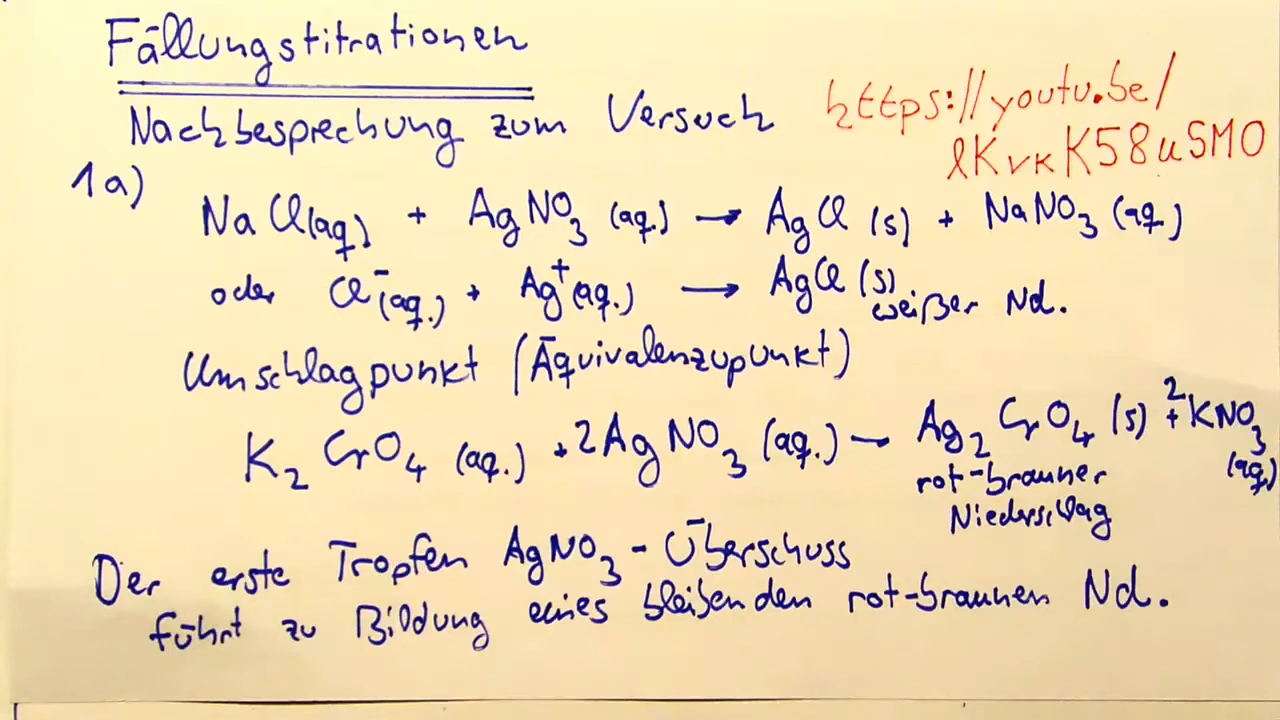 Fällungstitrationen
Nachbesprechung zum Versuch
https://youtu.be/
lKvkK58uSM0
1a)
NaCl(aq) + AgNO₃ (aq.) → AgCl (s) + NaNO₃ (aq.)
oder Cl⁻(aq.) + Ag⁺(aq.) → AgCl (s)
weißer Nd.
Umschlagpunkt (Äquivalenzupunkt)
K₂CrO₄ (aq.) + 2AgNO₃ (aq.) — Ag₂CrO₄ (s) + 2KNO₃ (aq)
rot-brauner
Niederschlag
Der erste Tropfen AgNO₃-Überschuss
führt zu Bildung eines bleibenden rot-braunen Nd.